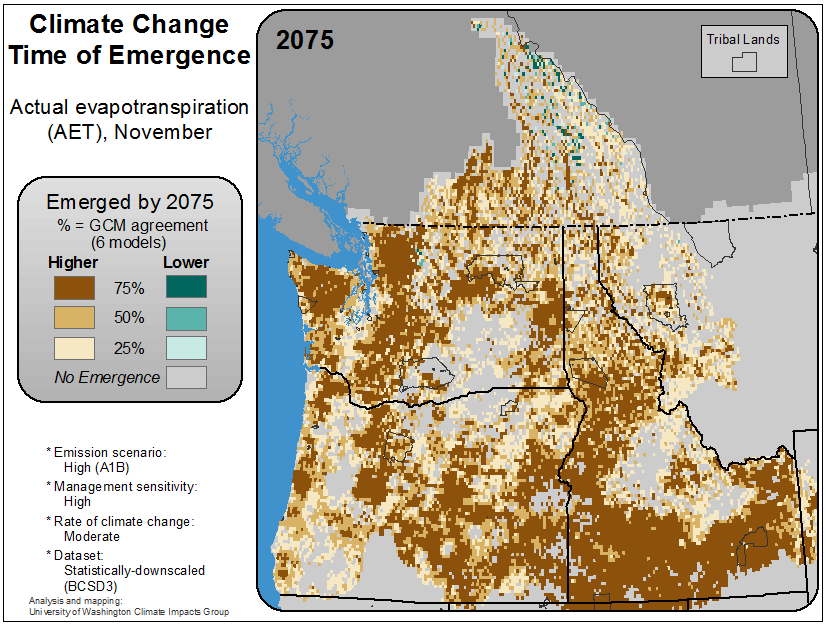 Climate Change
Time of Emergence
Actual evapotranspiration
(AET), November
2075
Tribal Lands
Emerged by 2075
% = GCM agreement
(6 models)
Higher Lower
75%
50%
25%
No Emergence
* Emission scenario:
High (A1B)
* Management sensitivity:
High
* Rate of climate change:
Moderate
* Dataset:
Statistically-downscaled
(BCSD3)
Analysis and mapping:
University of Washington Climate Impacts Group